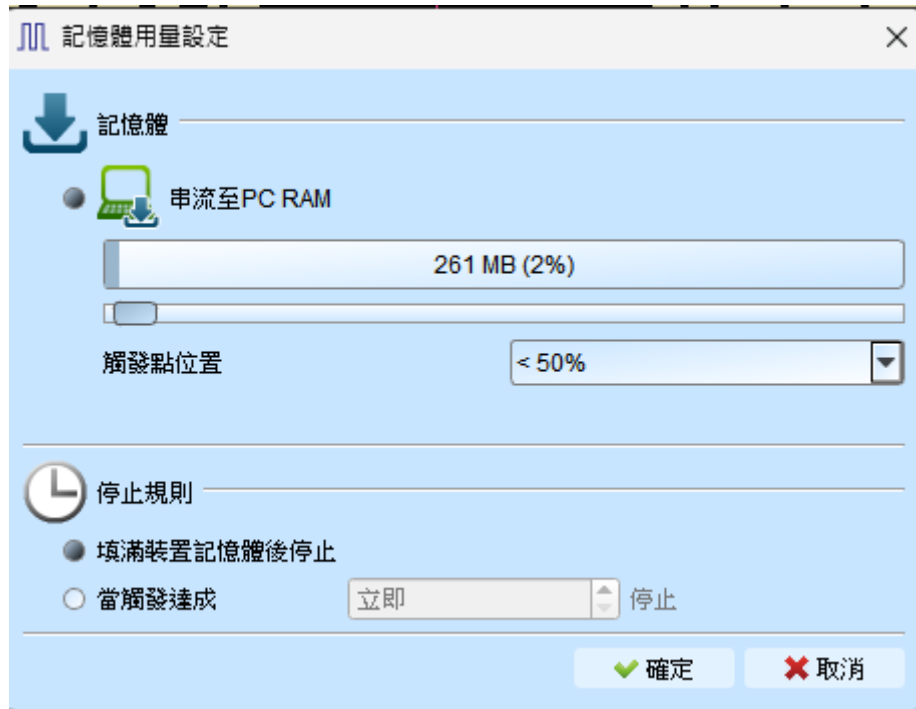 記憶體用量設定
記憶體
串流至PC RAM
261 MB (2%)
觸發點位置 < 50%
停止規則
填滿裝置記憶體後停止
當觸發達成 立即 停止
確定 取消